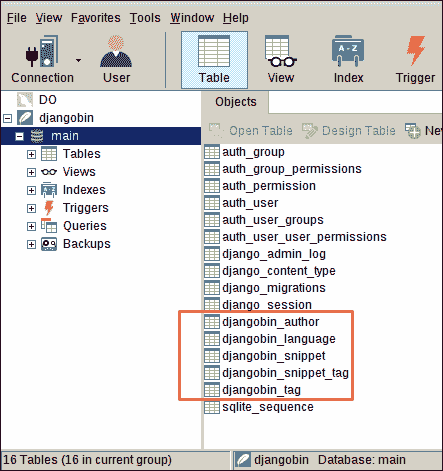 File View Favorites Tools Window Help
Connection User Table View Index Trigger
DO
djangobin
main
Tables
Views
Indexes
Triggers
Queries
Backups
Objects
Open Table Design Table Nev
auth_group
auth_group_permissions
auth_permission
auth_user
auth_user_groups
auth_user_user_permissions
django_admin_log
django_content_type
django_migrations
django_session
djangobin_author
djangobin_language
djangobin_snippet
djangobin_snippet_tag
djangobin_tag
sqlite_sequence
16 Tables (16 in current group) djangobin Database: main